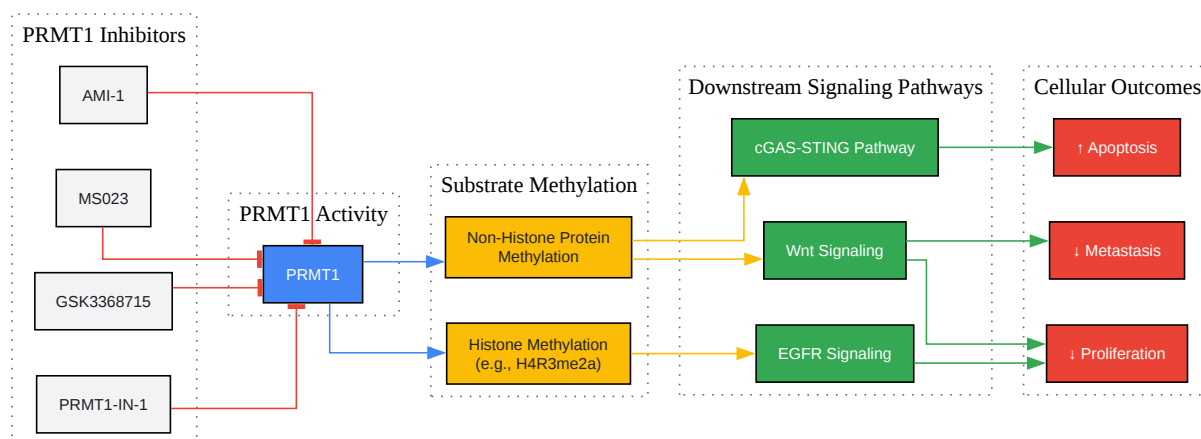 PRMT1 Inhibitors
AMI-1
MS023
GSK3368715
PRMT1-IN-1
PRMT1 Activity
PRMT1
Substrate Methylation
Non-Histone Protein
Methylation
Histone Methylation
(e.g., H4R3me2a)
Downstream Signaling Pathways
cGAS-STING Pathway
Wnt Signaling
EGFR Signaling
Cellular Outcomes
↑ Apoptosis
↓ Metastasis
↓ Proliferation